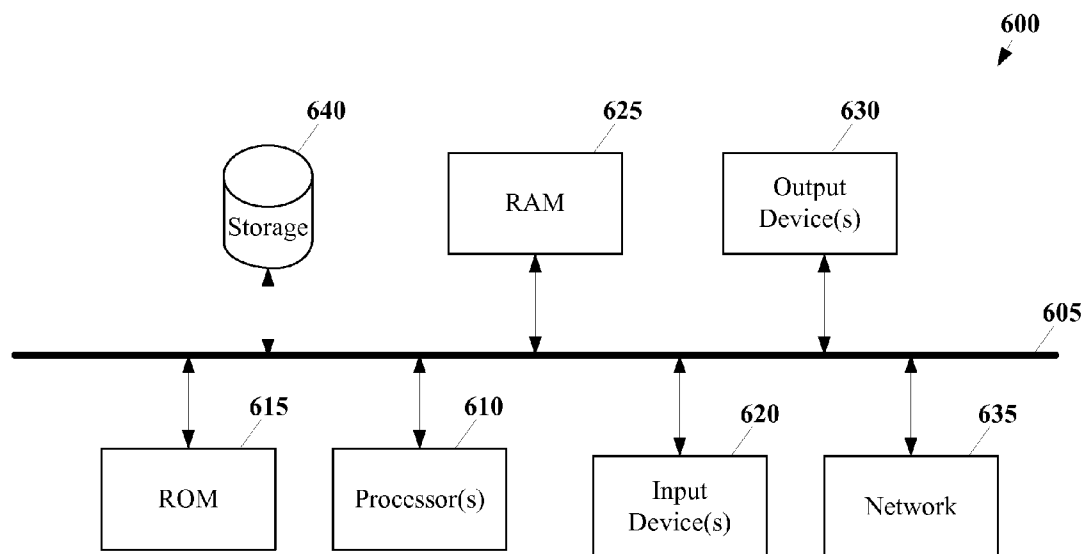 600
640
625
630
Storage
RAM
Output
Device(s)
605
615
610
620
635
ROM
Processor(s)
Input
Device(s)
Network